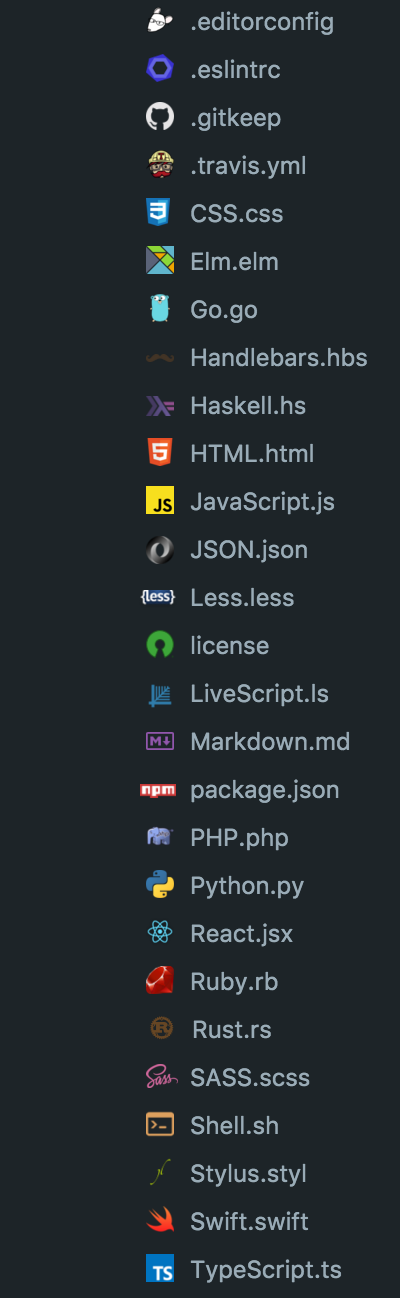 .editorconfig
.eslintrc
.gitkeep
.travis.yml
CSS.css
Elm.elm
Go.go
Handlebars.hbs
Haskell.hs
HTML.html
JS JavaScript.js
JSON.json
{less} Less.less
license
LiveScript.ls
M Markdown.md
npm package.json
PHP.php
Python.py
React.jsx
Ruby.rb
R Rust.rs
Sass SASS.scss
>_ Shell.sh
Stylus.styl
Swift.swift
TS TypeScript.ts